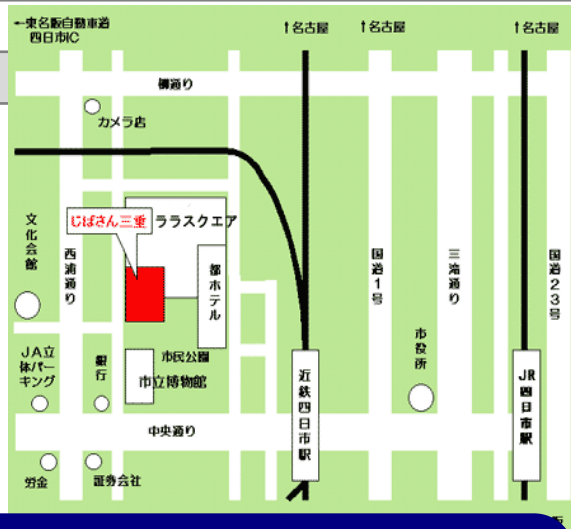 ←東名阪自動車道
四日市IC
↑名古屋
↑名古屋
↑名古屋
柳通り
カメラ店
じばさん三重
ララスクエア
文化会館
西浦通り
都ホテル
国道1号
三滝通り
国道23号
市役所
JA立
体パー
キング
銀行
市民公園
市立博物館
近鉄四日市駅
JR四日市駅
中央通り
労金
証券会社